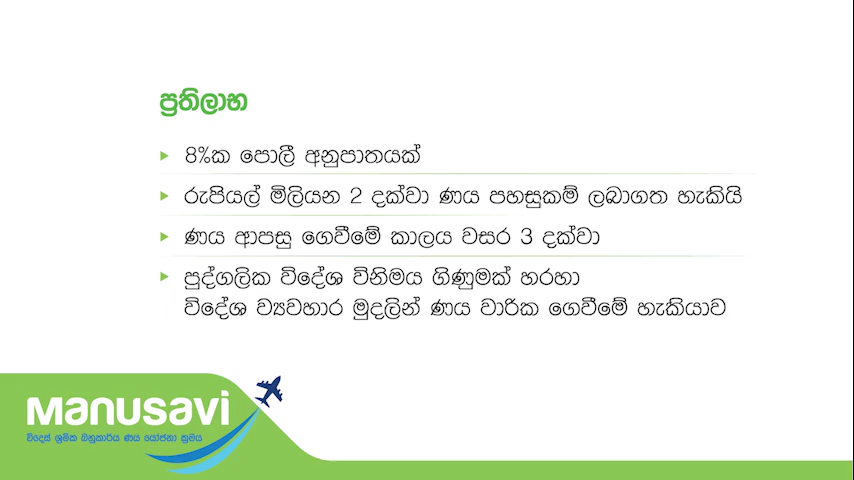 ප්‍රතිලාභ
8%ක පොලී අනුපාතයක්
රුපියල් මිලියන 2 දක්වා ණය පහසුකම් ලබාගත හැකියි
ණය ආපසු ගෙවීමේ කාලය වසර 3 දක්වා
පුද්ගලික විදේශ විනිමය ගිණුමක් හරහා
විදේශ ව්‍යවහාර මුදලින් ණය වාරික ගෙවීමේ හැකියාව
Manusavi
විදෙස් ශ්‍රමික බහුකාර්ය ණය යෝජනා ක්‍රමය